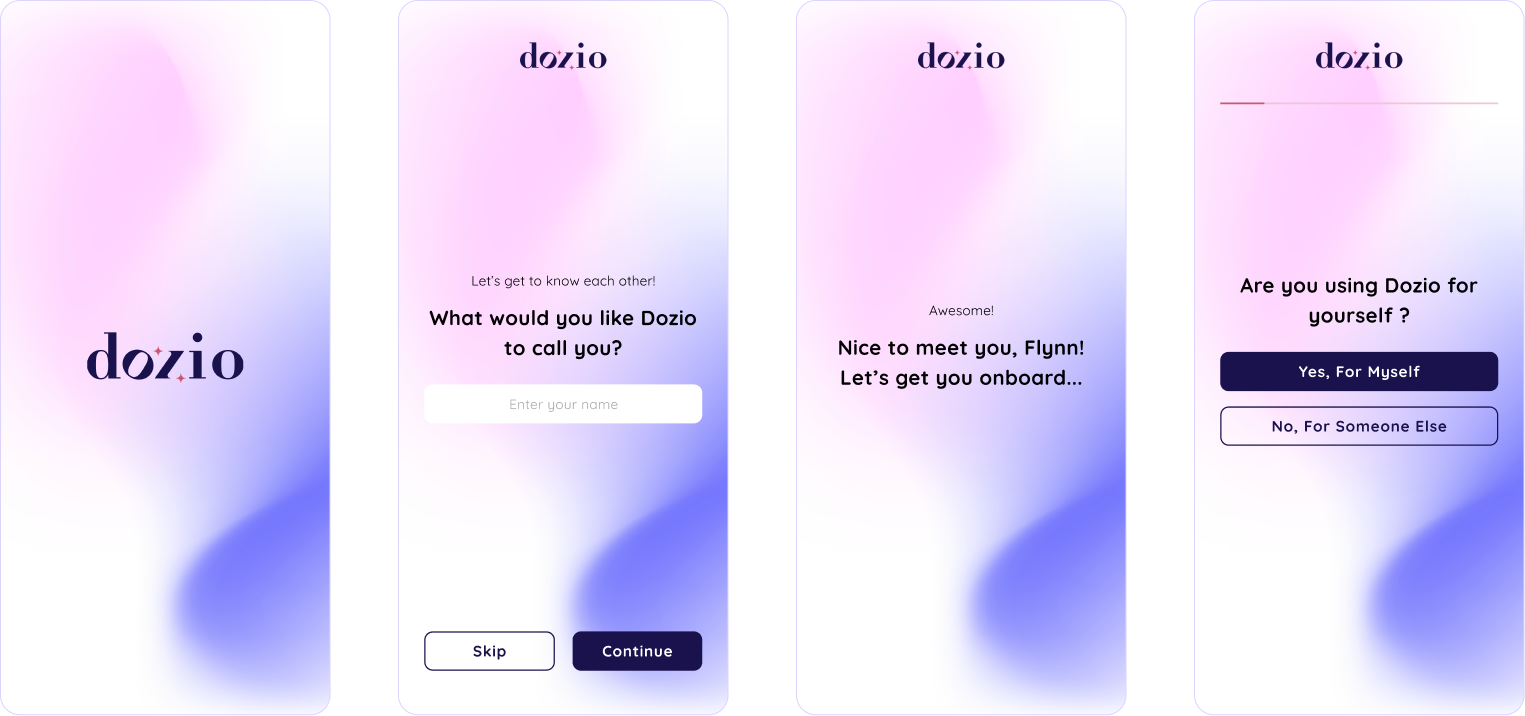 dozio
dozio
Let's get to know each other!
What would you like Dozio
to call you?
Enter your name
Skip
Continue
dozio
Awesome!
Nice to meet you, Flynn!
Let's get you onboard...
dozio
Are you using Dozio for
yourself ?
Yes, For Myself
No, For Someone Else